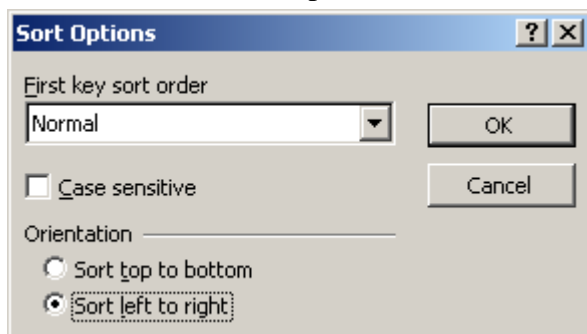 Sort Options
First key sort order
Normal
OK
Case sensitive
Cancel
Orientation
Sort top to bottom
Sort left to right